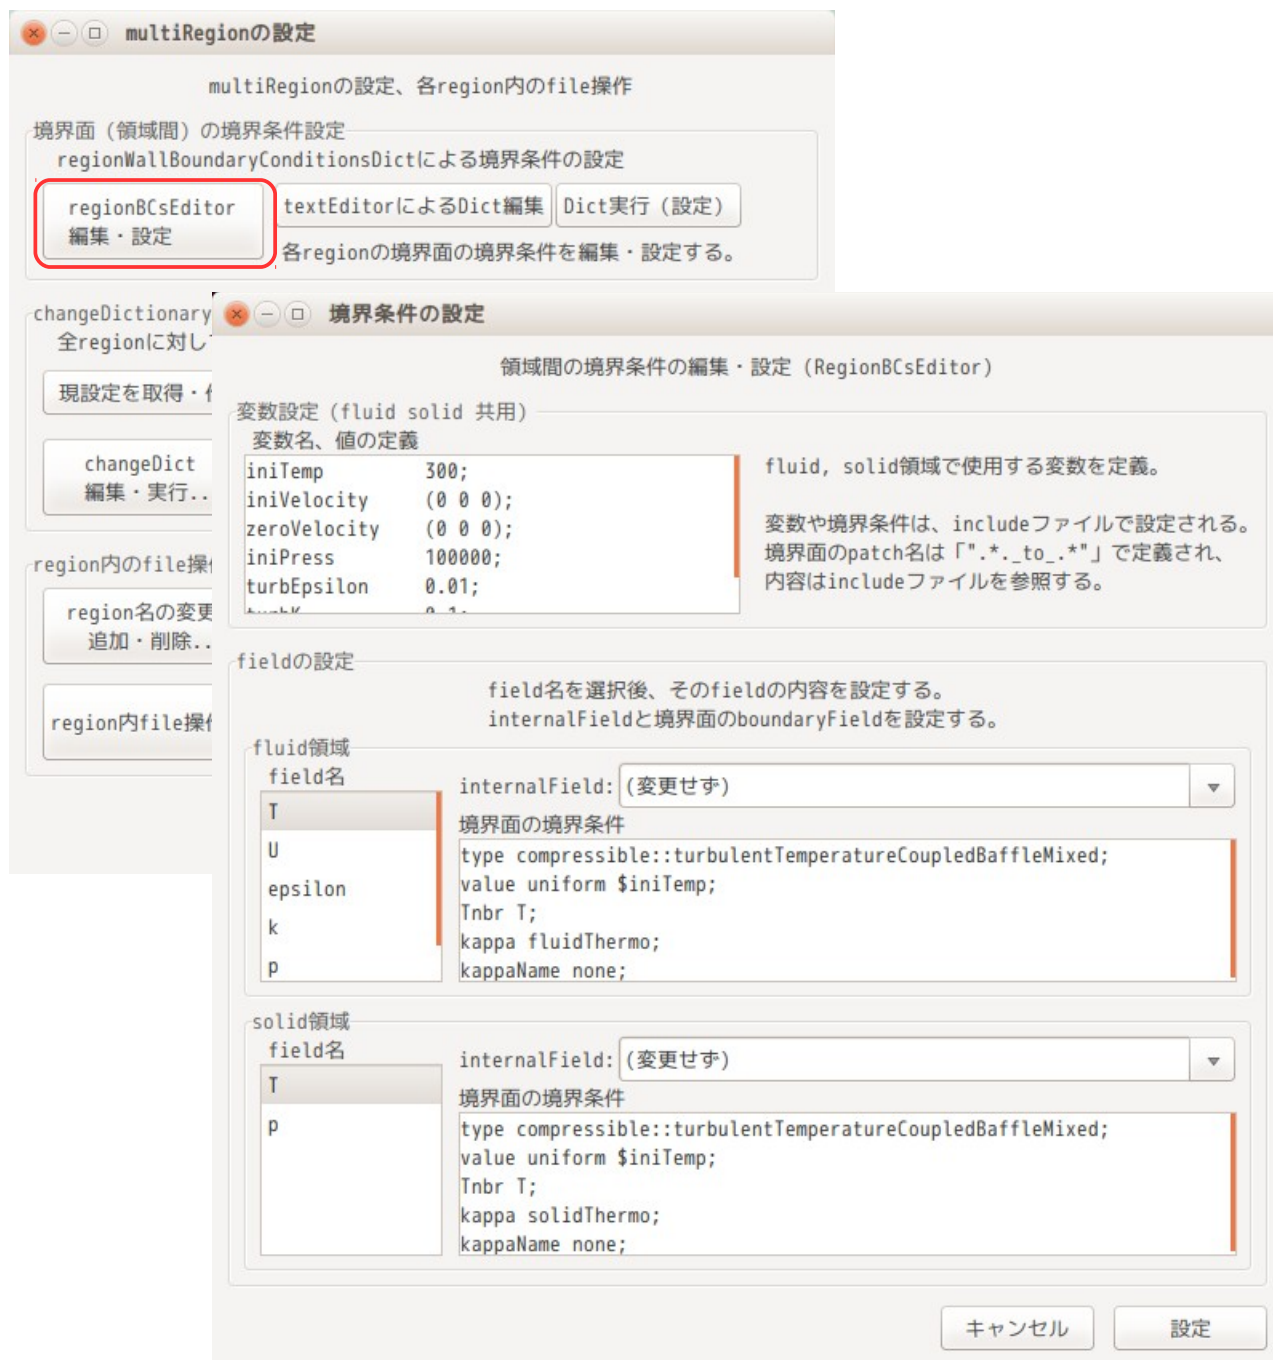 multiRegionの設定
multiRegionの設定、各region内のfile操作
境界面（領域間）の境界条件設定
regionWallBoundaryConditionsDictによる境界条件の設定
regionBCsEditor
編集・設定
textEditorによるDict編集
Dict実行（設定）
各regionの境界面の境界条件を編集・設定する。
changeDictionary
全regionに対し
現設定を取得・
changeDict
編集・実行..
region内のfile操
region名の変更
追加・削除..
region内file操
境界条件の設定
領域間の境界条件の編集・設定（RegionBCsEditor）
変数設定（fluid solid 共用）
変数名、値の定義
iniTemp 300;
iniVelocity (0 0 0);
zeroVelocity (0 0 0);
iniPress 100000;
turbEpsilon 0.01;
fluid, solid領域で使用する変数を定義。
変数や境界条件は、includeファイルで設定される。
境界面のpatch名は「".*._to_.*"」で定義され、
内容はincludeファイルを参照する。
fieldの設定
field名を選択後、そのfieldの内容を設定する。
internalFieldと境界面のboundaryFieldを設定する。
fluid領域
field名
T
U
epsilon
k
p
internalField: (変更せず)
境界面の境界条件
type compressible::turbulentTemperatureCoupledBaffleMixed;
value uniform $iniTemp;
Tnbr T;
kappa fluidThermo;
kappaName none;
solid領域
field名
T
p
internalField: (変更せず)
境界面の境界条件
type compressible::turbulentTemperatureCoupledBaffleMixed;
value uniform $iniTemp;
Tnbr T;
kappa solidThermo;
kappaName none;
キャンセル
設定